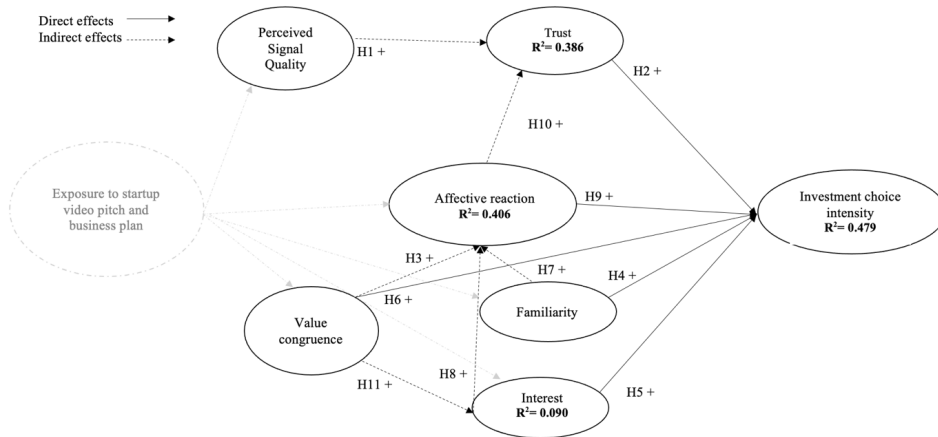 Direct effects
Indirect effects
Perceived
Signal
Quality
H1 +
Trust
R²= 0.386
H2 +
H10 +
Exposure to startup
video pitch and
business plan
Affective reaction
R²= 0.406
H9 +
Investment choice
intensity
R²= 0.479
H3 +
H7 +
H4 +
H6 +
Value
congruence
Familiarity
H8 +
H11 +
Interest
R²= 0.090
H5 +